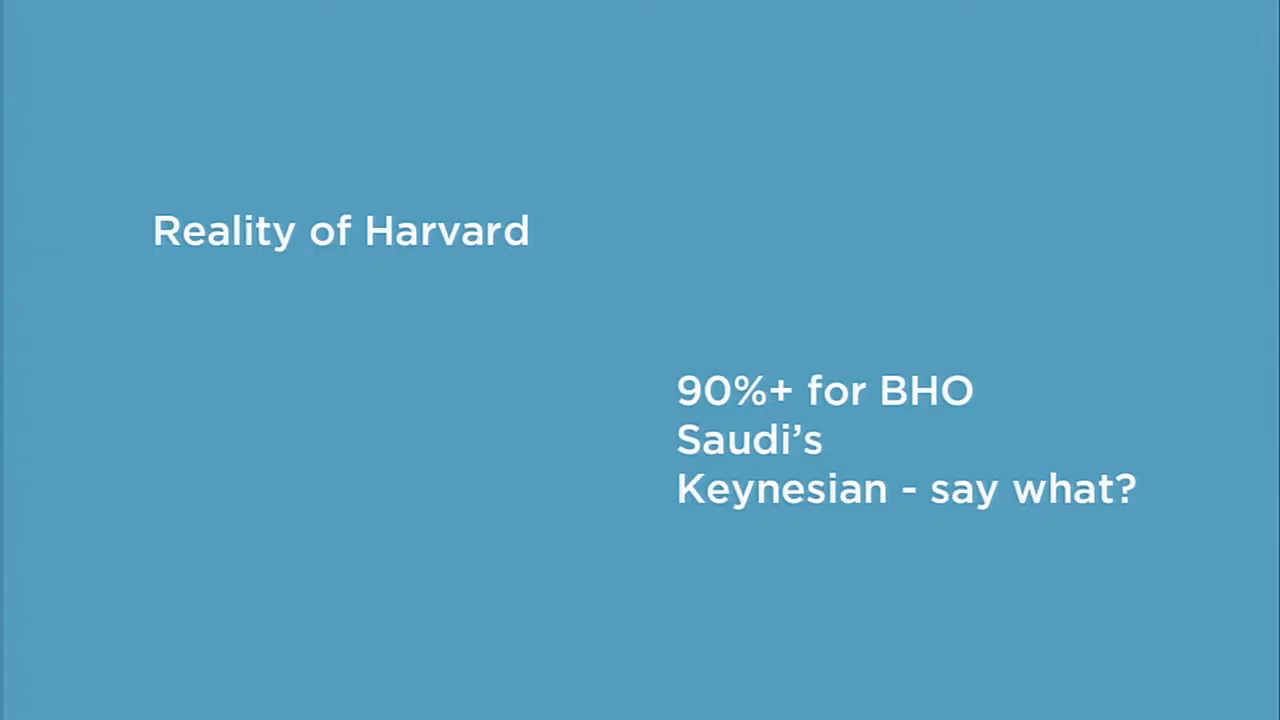 Reality of Harvard
90%+ for BHO
Saudi’s
Keynesian - say what?